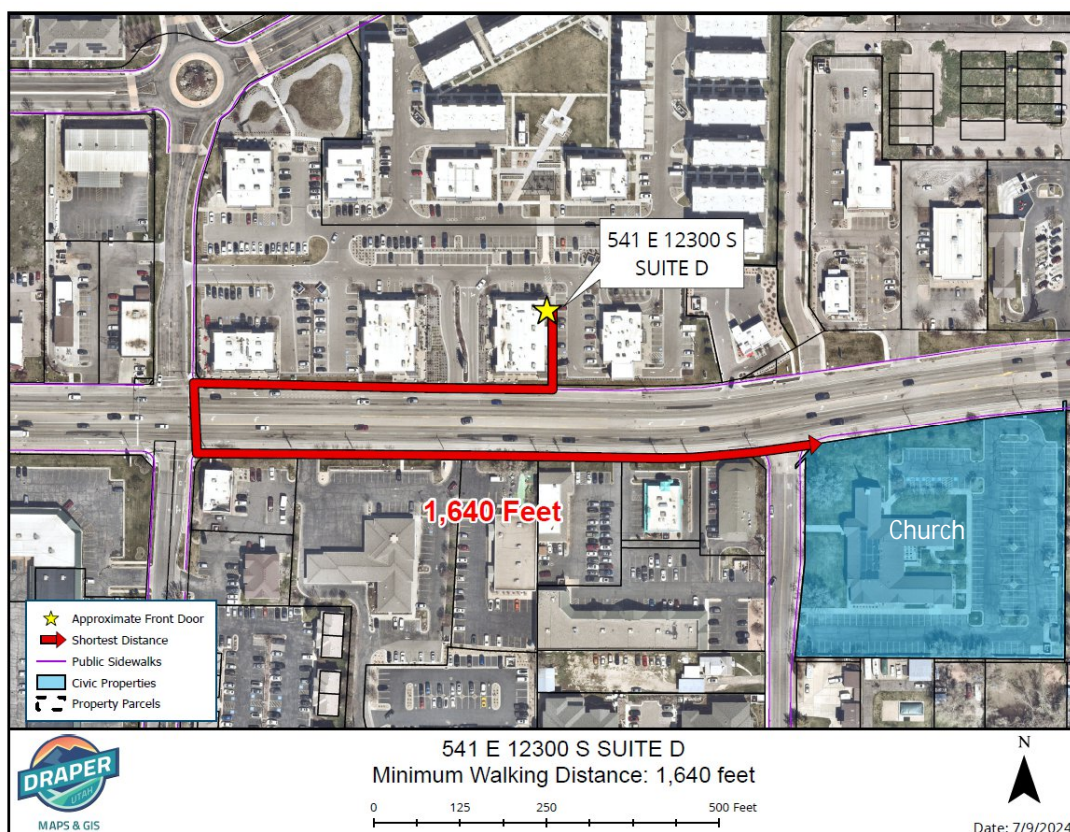 541 E 12300 S
SUITE D
1,640 Feet
Church
Approximate Front Door
Shortest Distance
Public Sidewalks
Civic Properties
Property Parcels
DRAPER
UTAH
MAPS & GIS
541 E 12300 S SUITE D
Minimum Walking Distance: 1,640 feet
0 125 250 500 Feet
N
Date: 7/9/2024